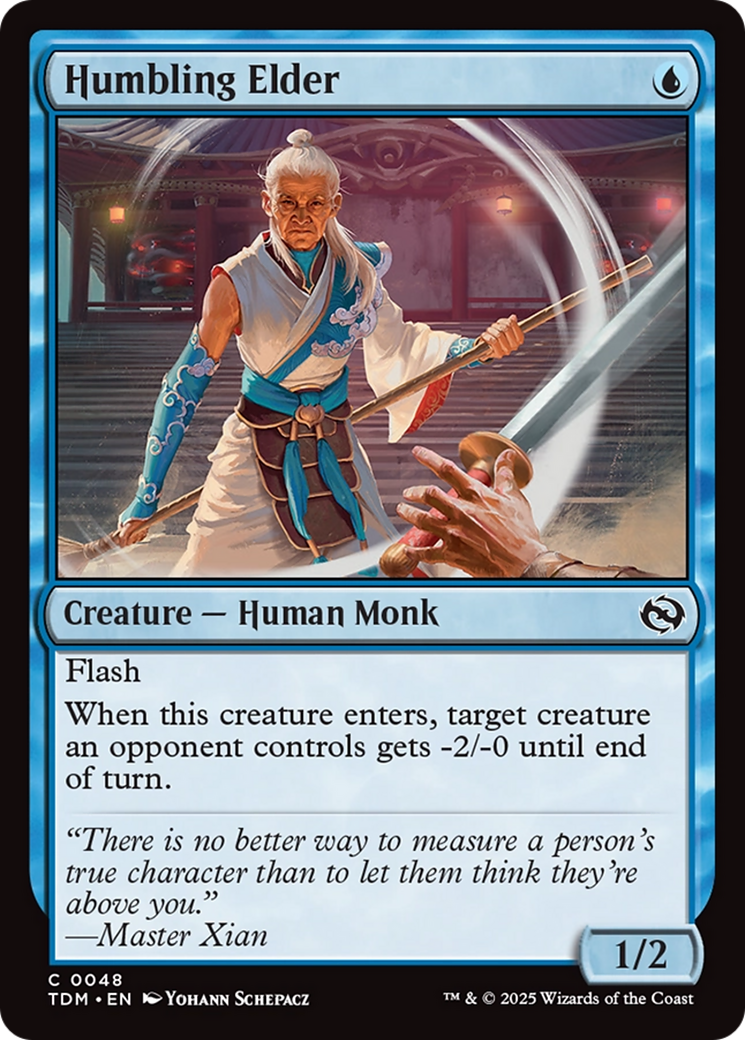 Humbling Elder
Creature — Human Monk
Flash
When this creature enters, target creature
an opponent controls gets -2/-0 until end
of turn.
“There is no better way to measure a person’s
true character than to let them think they’re
above you.”
—Master Xian
1/2
C 0048
TDM • EN Yohann Schepacz
™ & © 2025 Wizards of the Coast